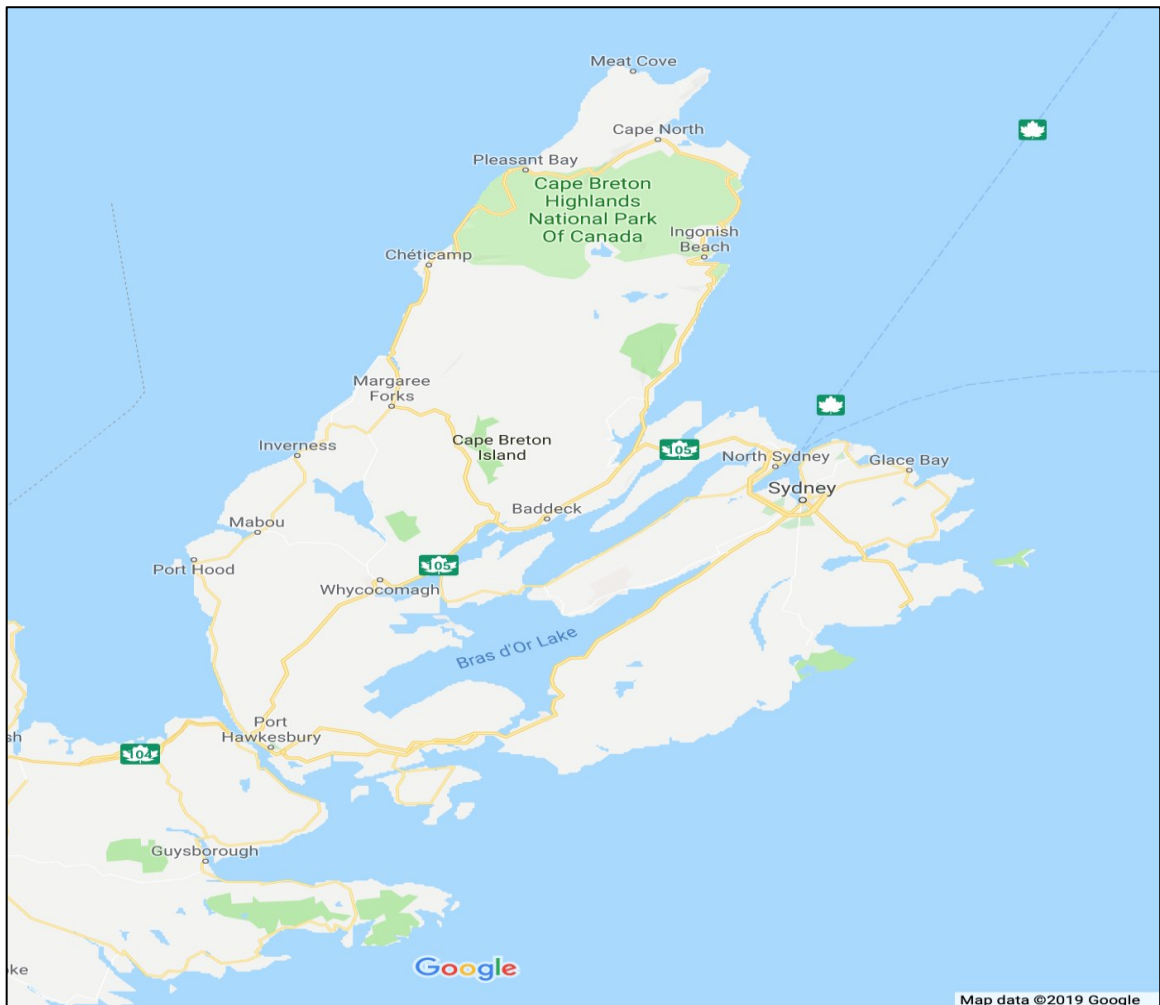 Meat Cove
Cape North
Pleasant Bay
Cape Breton
Highlands
National Park
Of Canada
Ingonish
Beach
Chéticamp
Margaree
Forks
Inverness
Cape Breton
Island
105
North Sydney
Glace Bay
Sydney
Baddeck
Mabou
Port Hood
105
Whycocomagh
Bras d'Or Lake
Port
Hawkesbury
sh
104
Guysborough
oke
Google
Map data ©2019 Google